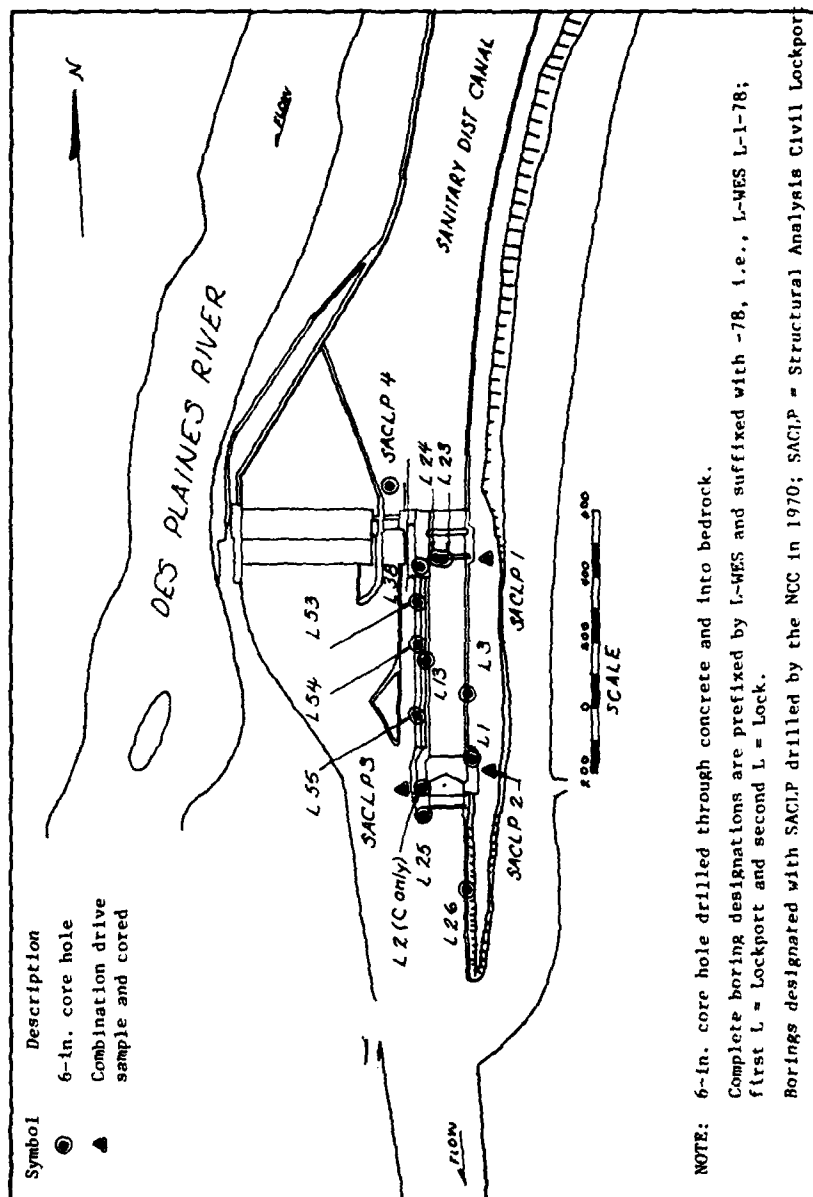 Symbol Description
6-in. core hole
Combination drive
sample and cored
N
FLOW
DES PLAINES RIVER
SANITARY DIST CANAL
SACLP 4
L 24
L 23
L 38
L 53
L 54
L 55
L 13
L 3
L 1
SACLP 1
SACLP 3
L 2 (C ONLY)
L 25
SACLP 2
L 26
FLOW
200 0 200 400 600
SCALE
NOTE: 6-in. core hole drilled through concrete and into bedrock.
Complete boring designations are prefixed by L-WES and suffixed with -78, i.e., L-WES L-1-78;
first L = Lockport and second L = Lock.
Borings designated with SACLP drilled by the NCC in 1970; SACLP = Structural Analysis Civil Lockport